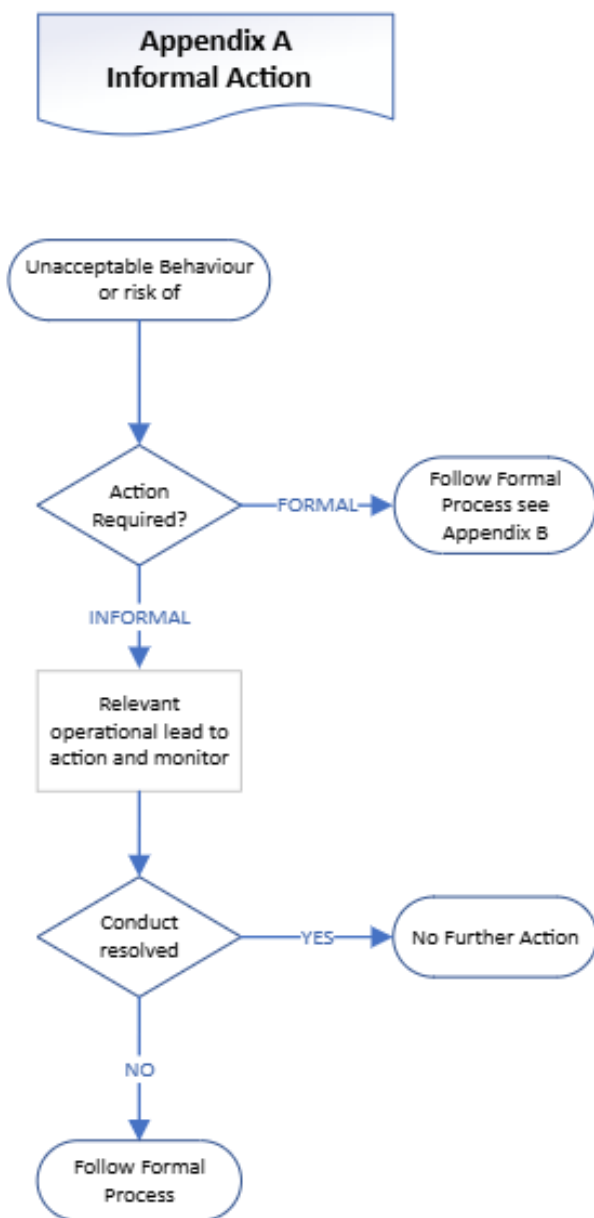 Appendix A
Informal Action
Unacceptable Behaviour
or risk of
Action
Required?
FORMAL
Follow Formal
Process see
Appendix B
INFORMAL
Relevant
operational lead to
action and monitor
Conduct
resolved
YES
No Further Action
NO
Follow Formal
Process